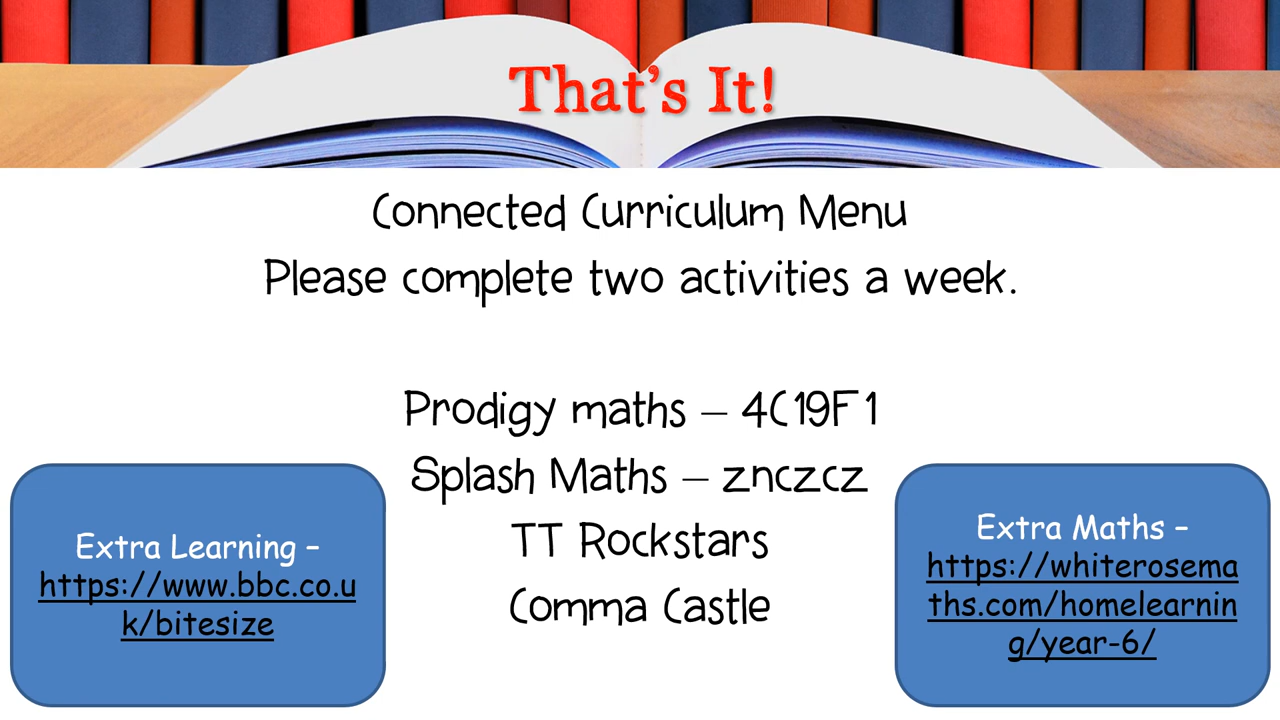 That's It!
Connected Curriculum Menu
Please complete two activities a week.
Prodigy maths – 4C19F1
Splash Maths – znczcz
TT Rockstars
Comma Castle
Extra Learning –
https://www.bbc.co.u
k/bitesize
Extra Maths –
https://whiterosema
ths.com/homelearnin
g/year-6/